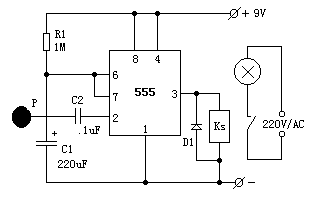 + 9V
R1
1M
8 4
6
7
555
3
P
C2
2
.1uF
+
C1
220uF
1
D1
Ks
220V/AC
−